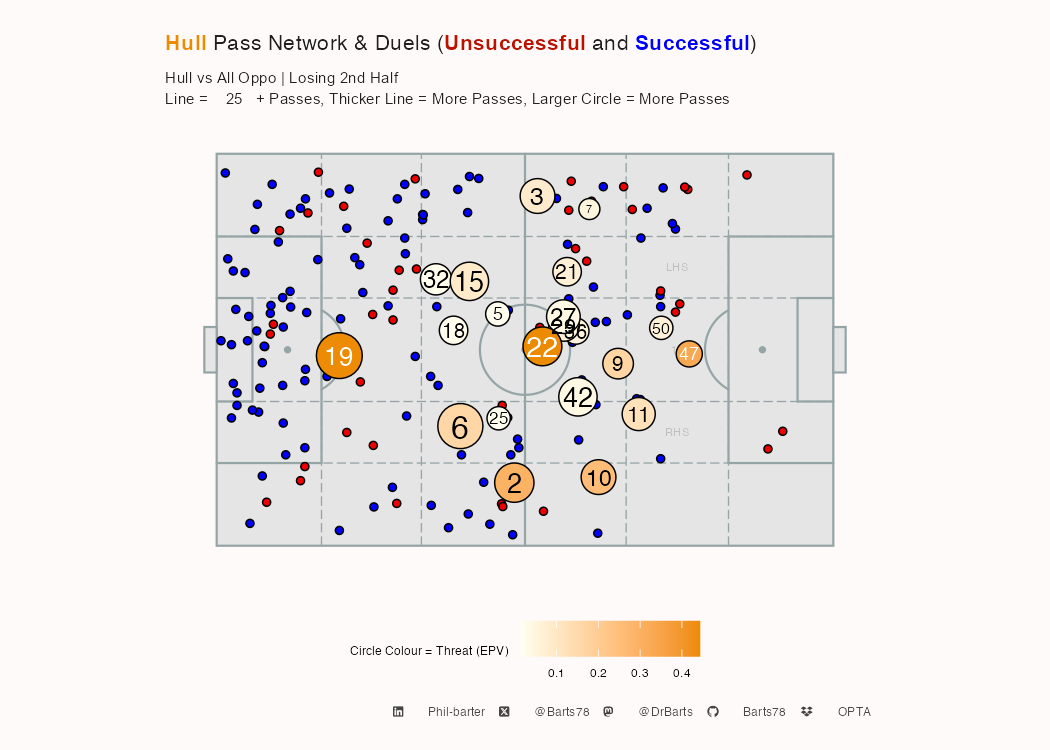 Hull Pass Network & Duels (Unsuccessful and Successful)
Hull vs All Oppo | Losing 2nd Half
Line = 25 + Passes, Thicker Line = More Passes, Larger Circle = More Passes
3
7
LHS
21
32
15
5
27
18
36
50
22
19
47
9
42
11
25
6
RHS
10
2
Circle Colour = Threat (EPV)
0.1 0.2 0.3 0.4
Phil-barter @Barts78 @DrBarts Barts78 OPTA